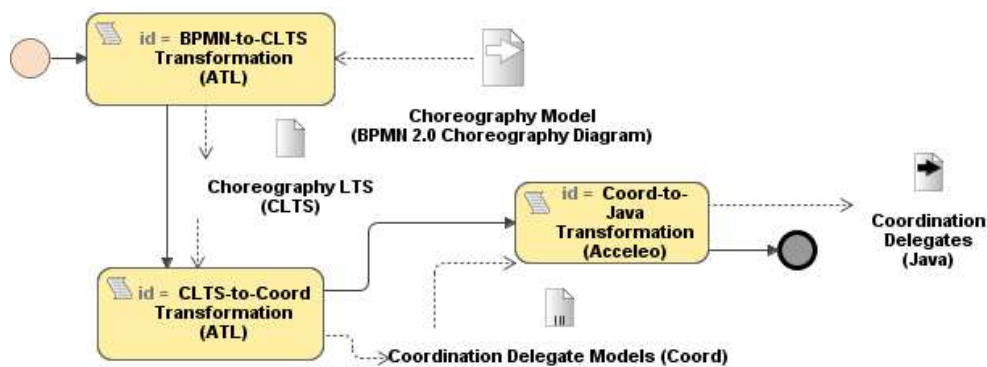 id = BPMN-to-CLTS
Transformation
(ATL)
Choreography Model
(BPMN 2.0 Choreography Diagram)
Choreography LTS
(CLTS)
id = Coord-to-
Java
Transformation
(Acceleo)
Coordination
Delegates
(Java)
id = CLTS-to-Coord
Transformation
(ATL)
Coordination Delegate Models (Coord)